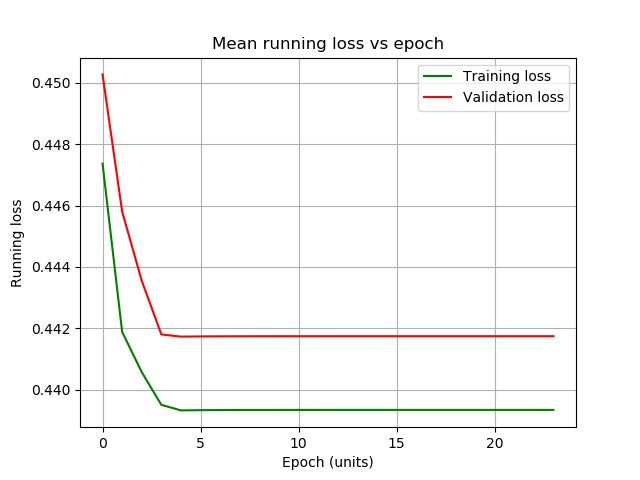 Mean running loss vs epoch
Training loss
Validation loss
Running loss
0.450
0.448
0.446
0.444
0.442
0.440
0
5
10
15
20
Epoch (units)